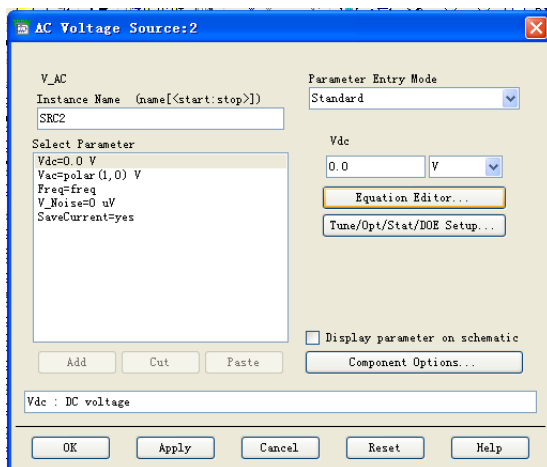 AC Voltage Source:2
V_AC
Instance Name (name[<start:stop>])
SRC2
Select Parameter
Vdc=0.0 V
Vac=polar(1,0) V
Freq=freq
V_Noise=0 uV
SaveCurrent=yes
Add Cut Paste
Parameter Entry Mode
Standard
Vdc
0.0 V
Equation Editor...
Tune/Opt/Stat/DOE Setup...
Display parameter on schematic
Component Options...
Vdc : DC voltage
OK Apply Cancel Reset Help